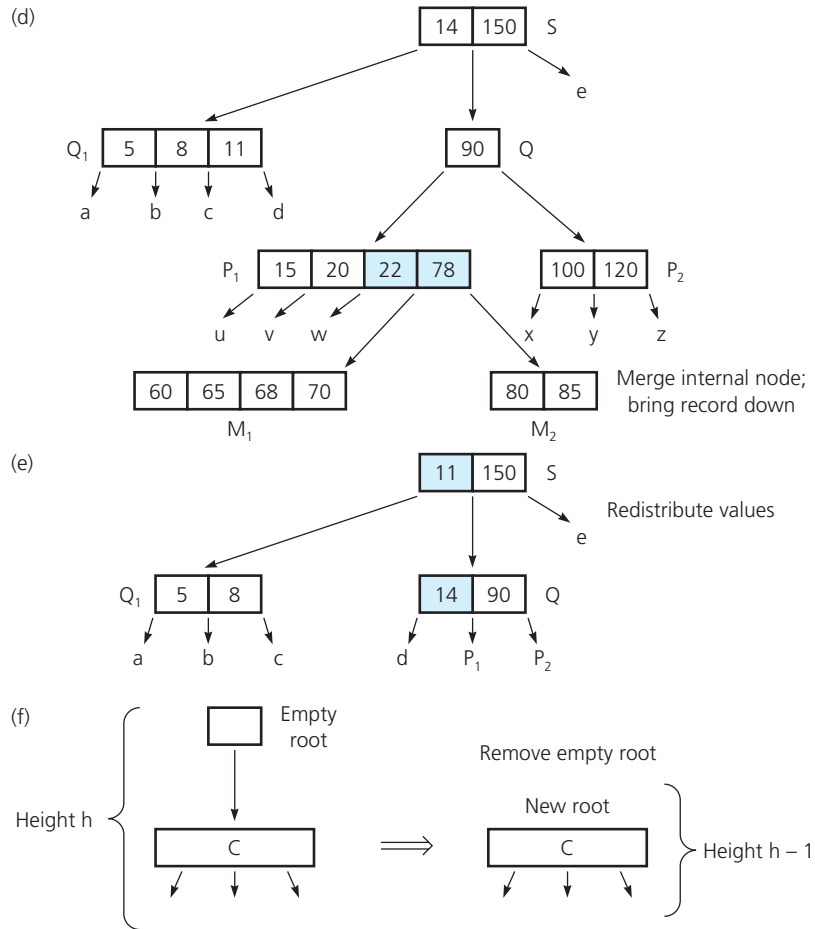 (d)
14 150 S
e
Q₁ 5 8 11
90 Q
a b c d
P₁ 15 20 22 78
100 120 P₂
u v w
x y z
60 65 68 70
M₁
80 85
M₂
Merge internal node;
bring record down
(e)
11 150 S
Redistribute values
e
Q₁ 5 8
14 90 Q
a b c
d P₁ P₂
(f)
Empty
root
Remove empty root
Height h
New root
C
C
Height h – 1